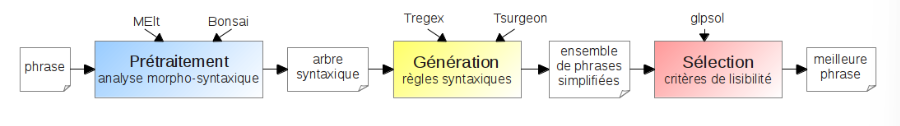 MElt
Bonsai
Tregex
Tsurgeon
glpsol
phrase
Prétraitement
analyse morpho-syntaxique
arbre
syntaxique
Génération
règles syntaxiques
ensemble
de phrases
simplifiées
Sélection
critères de lisibilité
meilleure
phrase